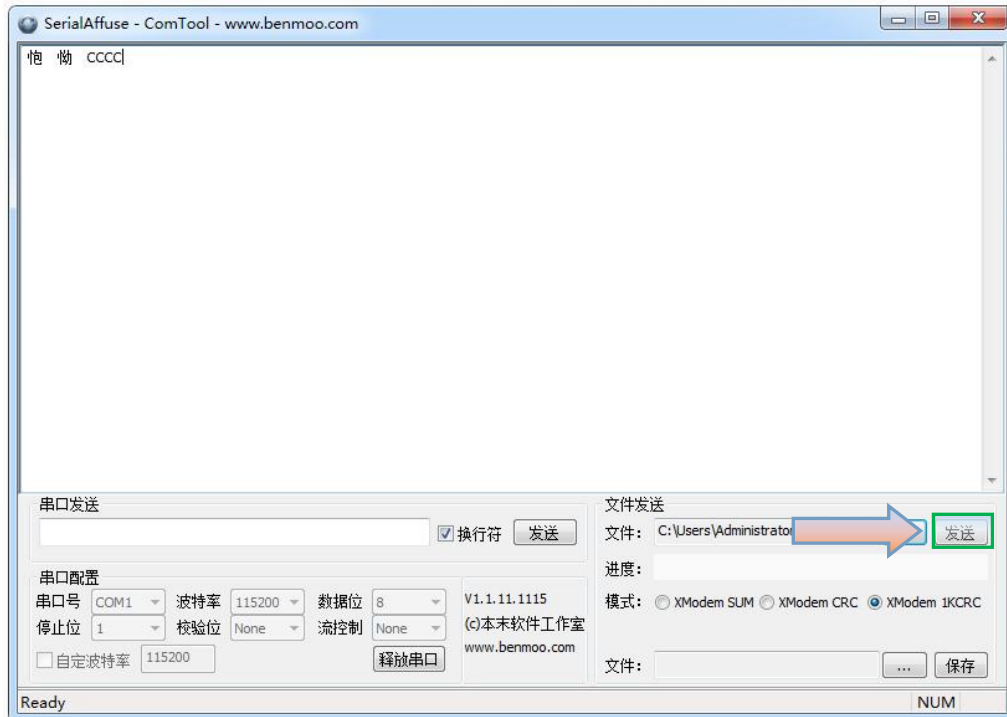 SerialAffuse - ComTool - www.benmoo.com
怉 怮 CCCC
串口发送
换行符 发送
串口配置
串口号 COM1 波特率 115200 数据位 8
停止位 1 校验位 None 流控制 None
自定波特率 115200 释放串口
V1.1.11.1115
(c)本末软件工作室
www.benmoo.com
文件发送
文件: C:\Users\Administrator 发送
进度:
模式: XModem SUM XModem CRC XModem 1KCRC
文件: ... 保存
Ready NUM